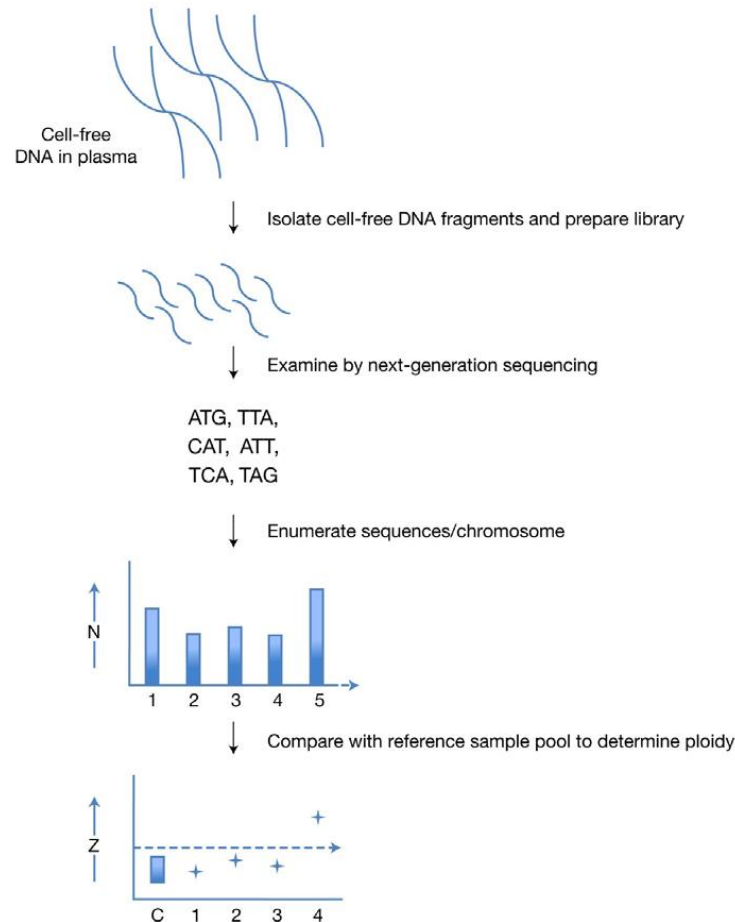 Cell-free
DNA in plasma
Isolate cell-free DNA fragments and prepare library
Examine by next-generation sequencing
ATG, TTA,
CAT, ATT,
TCA, TAG
Enumerate sequences/chromosome
N
1 2 3 4 5
Compare with reference sample pool to determine ploidy
Z
C 1 2 3 4